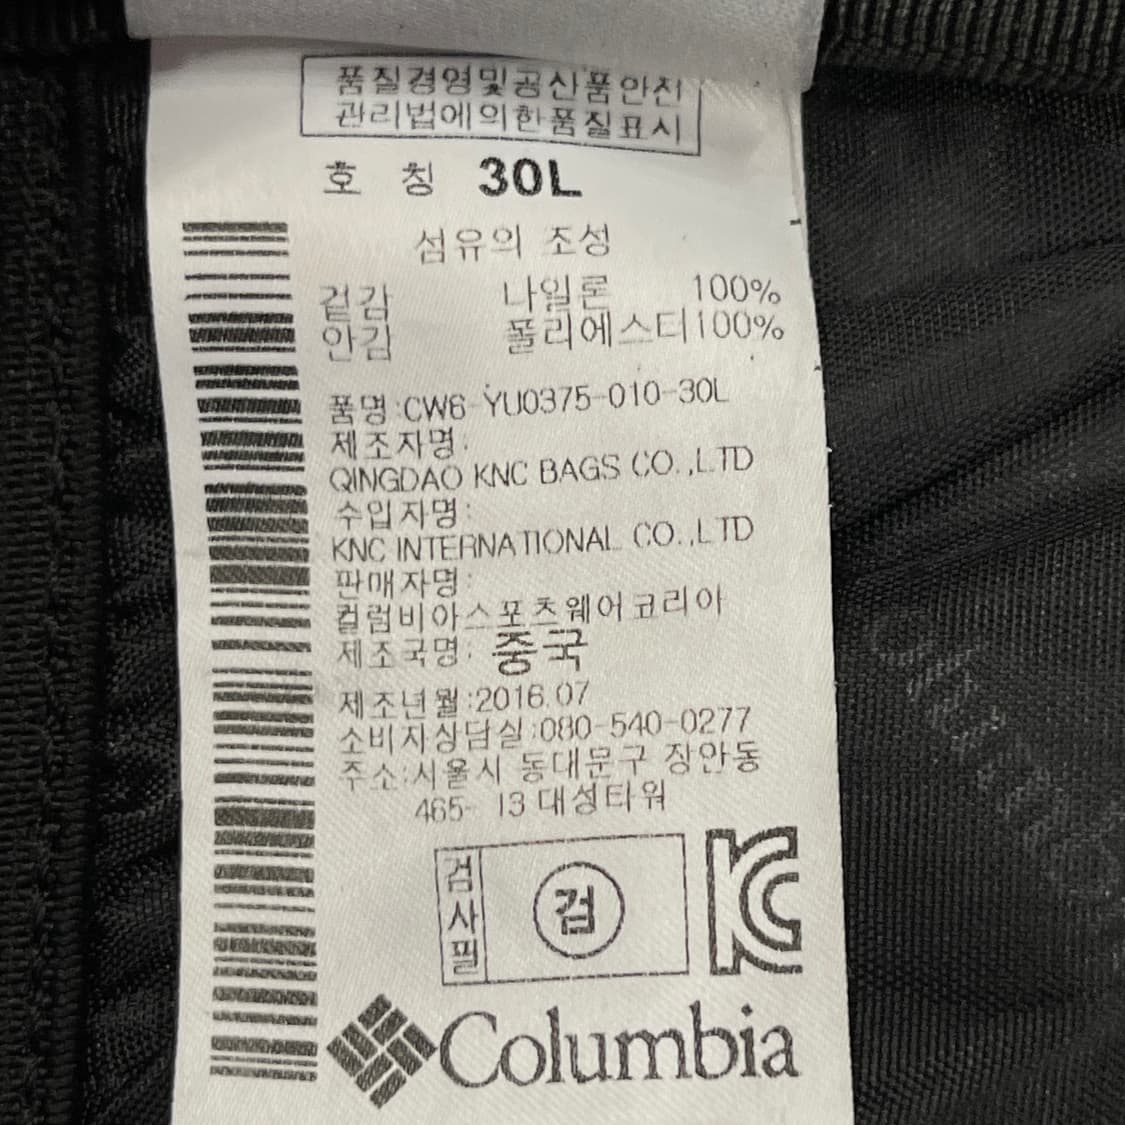 품질경영및공산품안전
관리법에의한품질표시
호 칭 30L
섬유의 조성
겉감 나일론 100%
안감 폴리에스터100%
품명:CW6-YU0375-010-30L
제조자명:
QINGDAO KNC BAGS CO.,LTD
수입자명:
KNC INTERNATIONAL CO.,LTD
판매자명:
컬럼비아스포츠웨어코리아
제조국명: 중국
제조년월:2016.07
소비자상담실:080-540-0277
주소:서울시 동대문구 장안동
465-13 대성타워
검사필
검
KC
Columbia